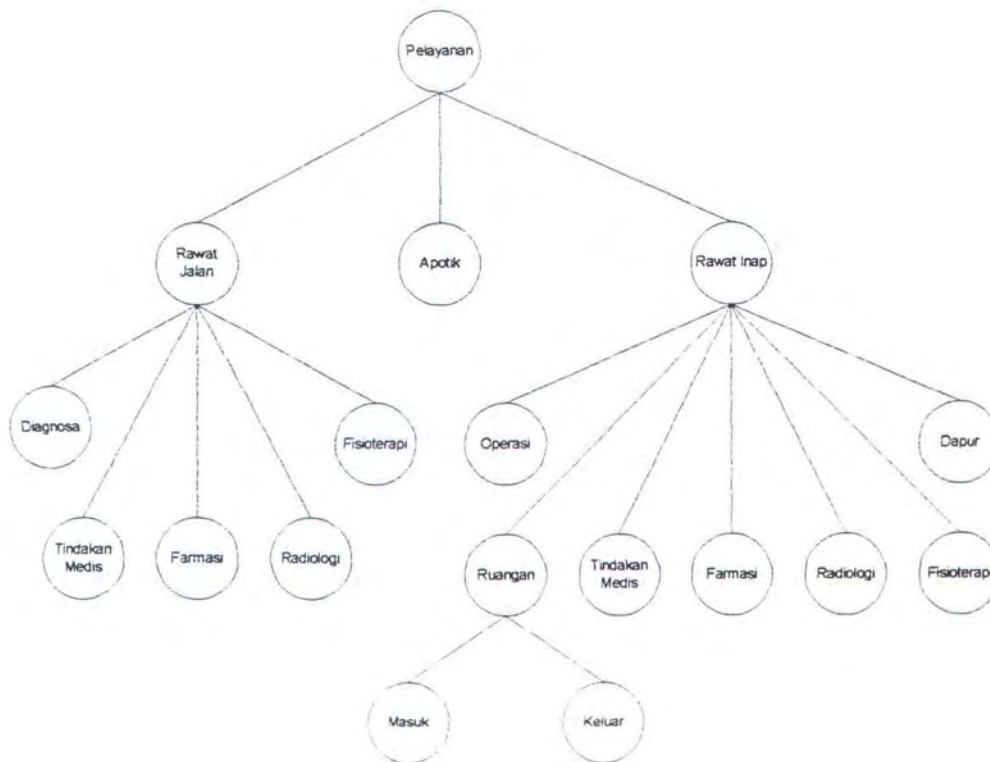 Pelayanan
Rawat
Jalan
Apotik
Rawat Inap
Diagnosa
Fisioterapi
Operasi
Dapur
Tindakan
Medis
Farmasi
Radiologi
Ruangan
Tindakan
Medis
Farmasi
Radiologi
Fisioterapi
Masuk
Keluar